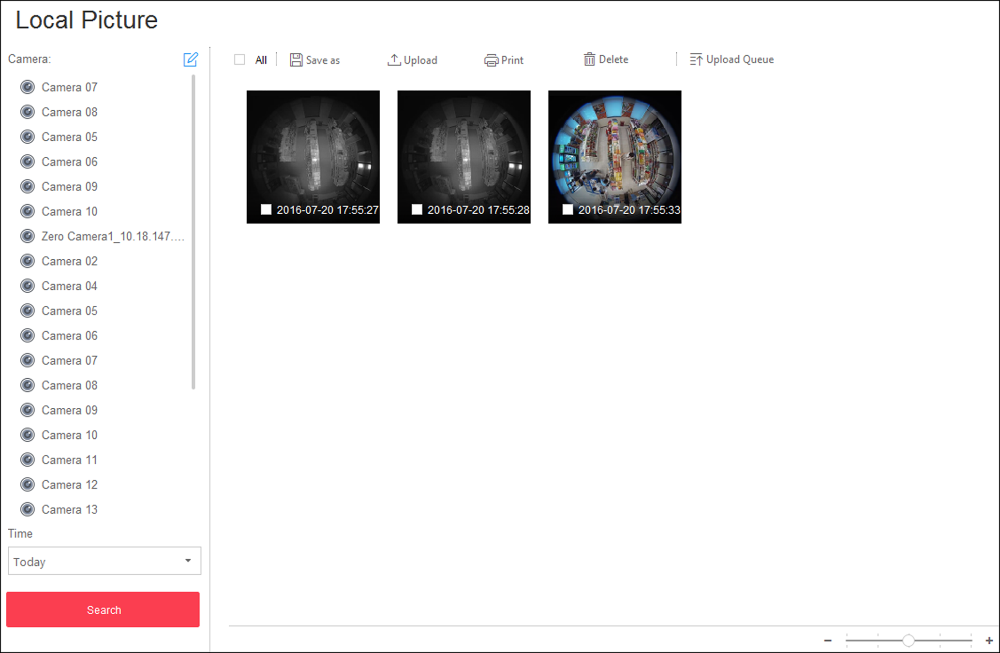 Local Picture
Camera:
Camera 07
Camera 08
Camera 05
Camera 06
Camera 09
Camera 10
Zero Camera1_10.18.147....
Camera 02
Camera 04
Camera 05
Camera 06
Camera 07
Camera 08
Camera 09
Camera 10
Camera 11
Camera 12
Camera 13
Time
Today
Search
All Save as Upload Print Delete Upload Queue
2016-07-20 17:55:27 2016-07-20 17:55:28 2016-07-20 17:55:33